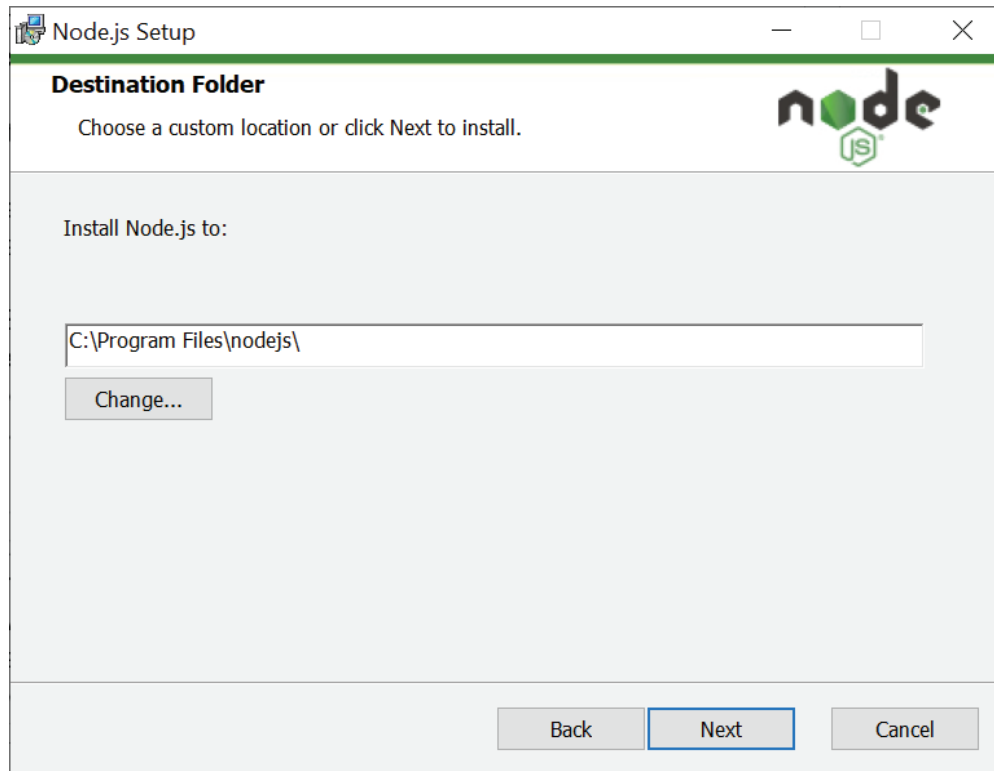 Node.js Setup
Destination Folder
Choose a custom location or click Next to install.
node
JS
Install Node.js to:
C:\Program Files\nodejs\
Change...
Back
Next
Cancel